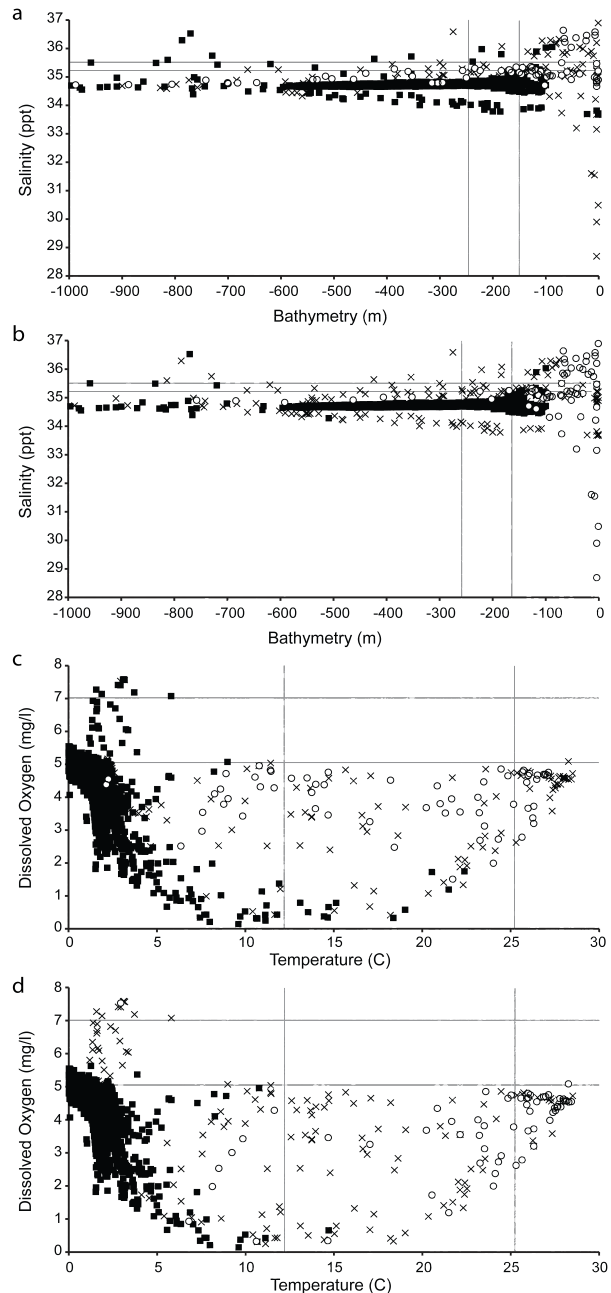 a
37
36
35
34
33
32
31
30
29
28
Salinity (ppt)
-1000 -900 -800 -700 -600 -500 -400 -300 -200 -100 0
Bathymetry (m)
b
37
36
35
34
33
32
31
30
29
28
Salinity (ppt)
-1000 -900 -800 -700 -600 -500 -400 -300 -200 -100 0
Bathymetry (m)
c
8
7
6
5
4
3
2
1
0
Dissolved Oxygen (mg/l)
0 5 10 15 20 25 30
Temperature (C)
d
8
7
6
5
4
3
2
1
0
Dissolved Oxygen (mg/l)
0 5 10 15 20 25 30
Temperature (C)